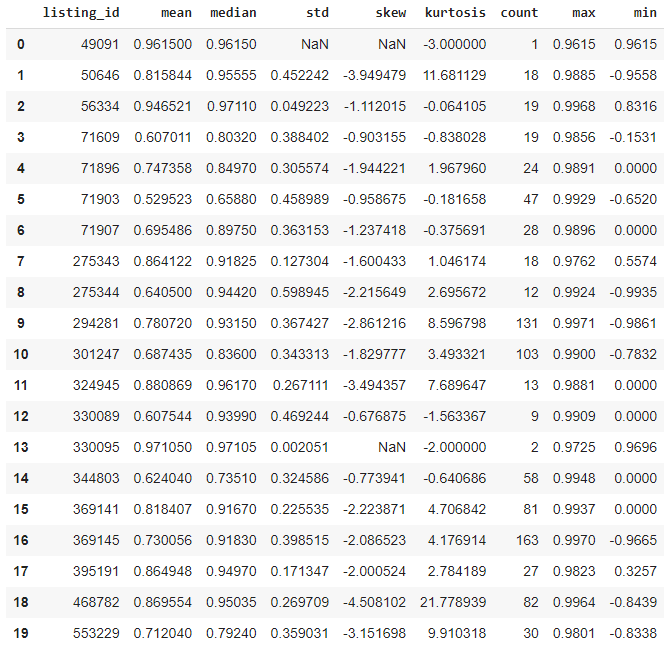 listing_id mean median std skew kurtosis count max min
0 49091 0.961500 0.96150 NaN NaN -3.000000 1 0.9615 0.9615
1 50646 0.815844 0.95555 0.452242 -3.949479 11.681129 18 0.9885 -0.9558
2 56334 0.946521 0.97110 0.049223 -1.112015 -0.064105 19 0.9968 0.8316
3 71609 0.607011 0.80320 0.388402 -0.903155 -0.838028 19 0.9856 -0.1531
4 71896 0.747358 0.84970 0.305574 -1.944221 1.967960 24 0.9891 0.0000
5 71903 0.529523 0.65880 0.458989 -0.958675 -0.181658 47 0.9929 -0.6520
6 71907 0.695486 0.89750 0.363153 -1.237418 -0.375691 28 0.9896 0.0000
7 275343 0.864122 0.91825 0.127304 -1.600433 1.046174 18 0.9762 0.5574
8 275344 0.640500 0.94420 0.598945 -2.215649 2.695672 12 0.9924 -0.9935
9 294281 0.780720 0.93150 0.367427 -2.861216 8.596798 131 0.9971 -0.9861
10 301247 0.687435 0.83600 0.343313 -1.829777 3.493321 103 0.9900 -0.7832
11 324945 0.880869 0.96170 0.267111 -3.494357 7.689647 13 0.9881 0.0000
12 330089 0.607544 0.93990 0.469244 -0.676875 -1.563367 9 0.9909 0.0000
13 330095 0.971050 0.97105 0.002051 NaN -2.000000 2 0.9725 0.9696
14 344803 0.624040 0.73510 0.324586 -0.773941 -0.640686 58 0.9948 0.0000
15 369141 0.818407 0.91670 0.225535 -2.223871 4.706842 81 0.9937 0.0000
16 369145 0.730056 0.91830 0.398515 -2.086523 4.176914 163 0.9970 -0.9665
17 395191 0.864948 0.94970 0.171347 -2.000524 2.784189 27 0.9823 0.3257
18 468782 0.869554 0.95035 0.269709 -4.508102 21.778939 82 0.9964 -0.8439
19 553229 0.712040 0.79240 0.359031 -3.151698 9.910318 30 0.9801 -0.8338